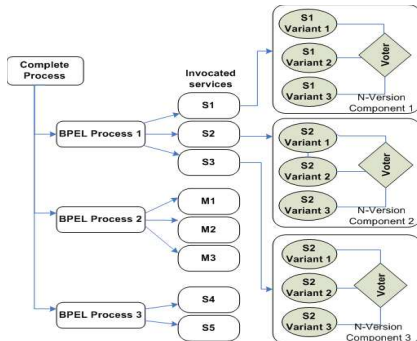 Complete
Process
Invocated
services
BPEL Process 1
S1
S2
S3
BPEL Process 2
M1
M2
M3
BPEL Process 3
S4
S5
S1
Variant 1
S1
Variant 2
S1
Variant 3
Voter
N-Version
Component 1
S2
Variant 1
S2
Variant 2
S2
Variant 3
Voter
N-Version
Component 2
S2
Variant 1
S2
Variant 2
S2
Variant 3
Voter
N-Version
Component 3